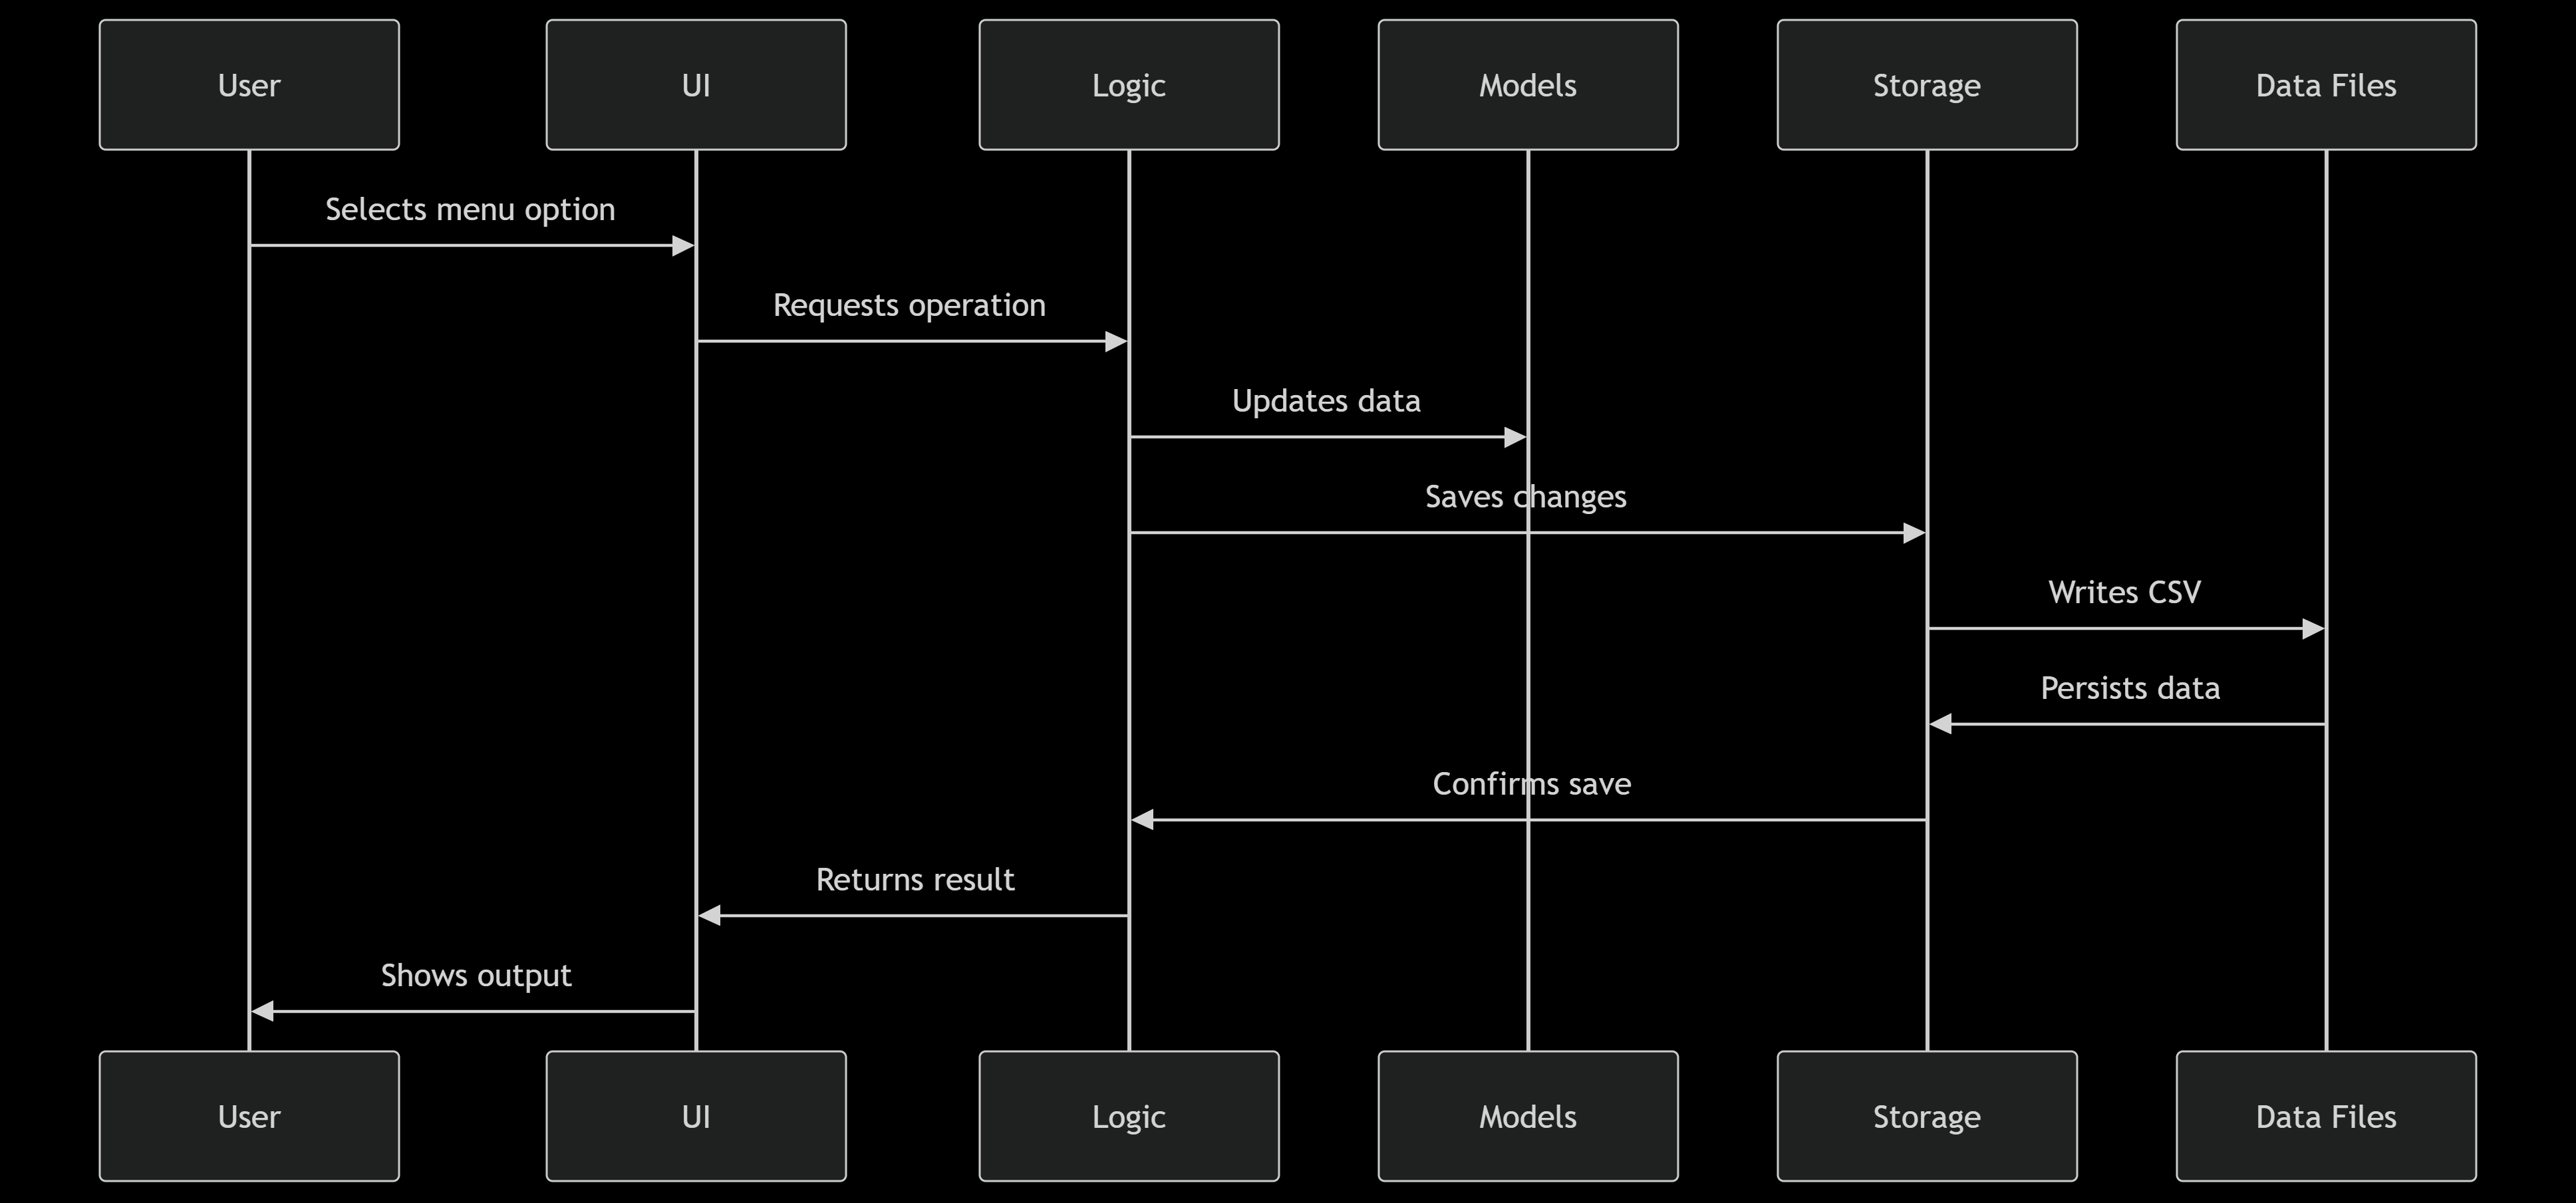 User
UI
Logic
Models
Storage
Data Files
Selects menu option
Requests operation
Updates data
Saves changes
Writes CSV
Persists data
Confirms save
Returns result
Shows output
User
UI
Logic
Models
Storage
Data Files